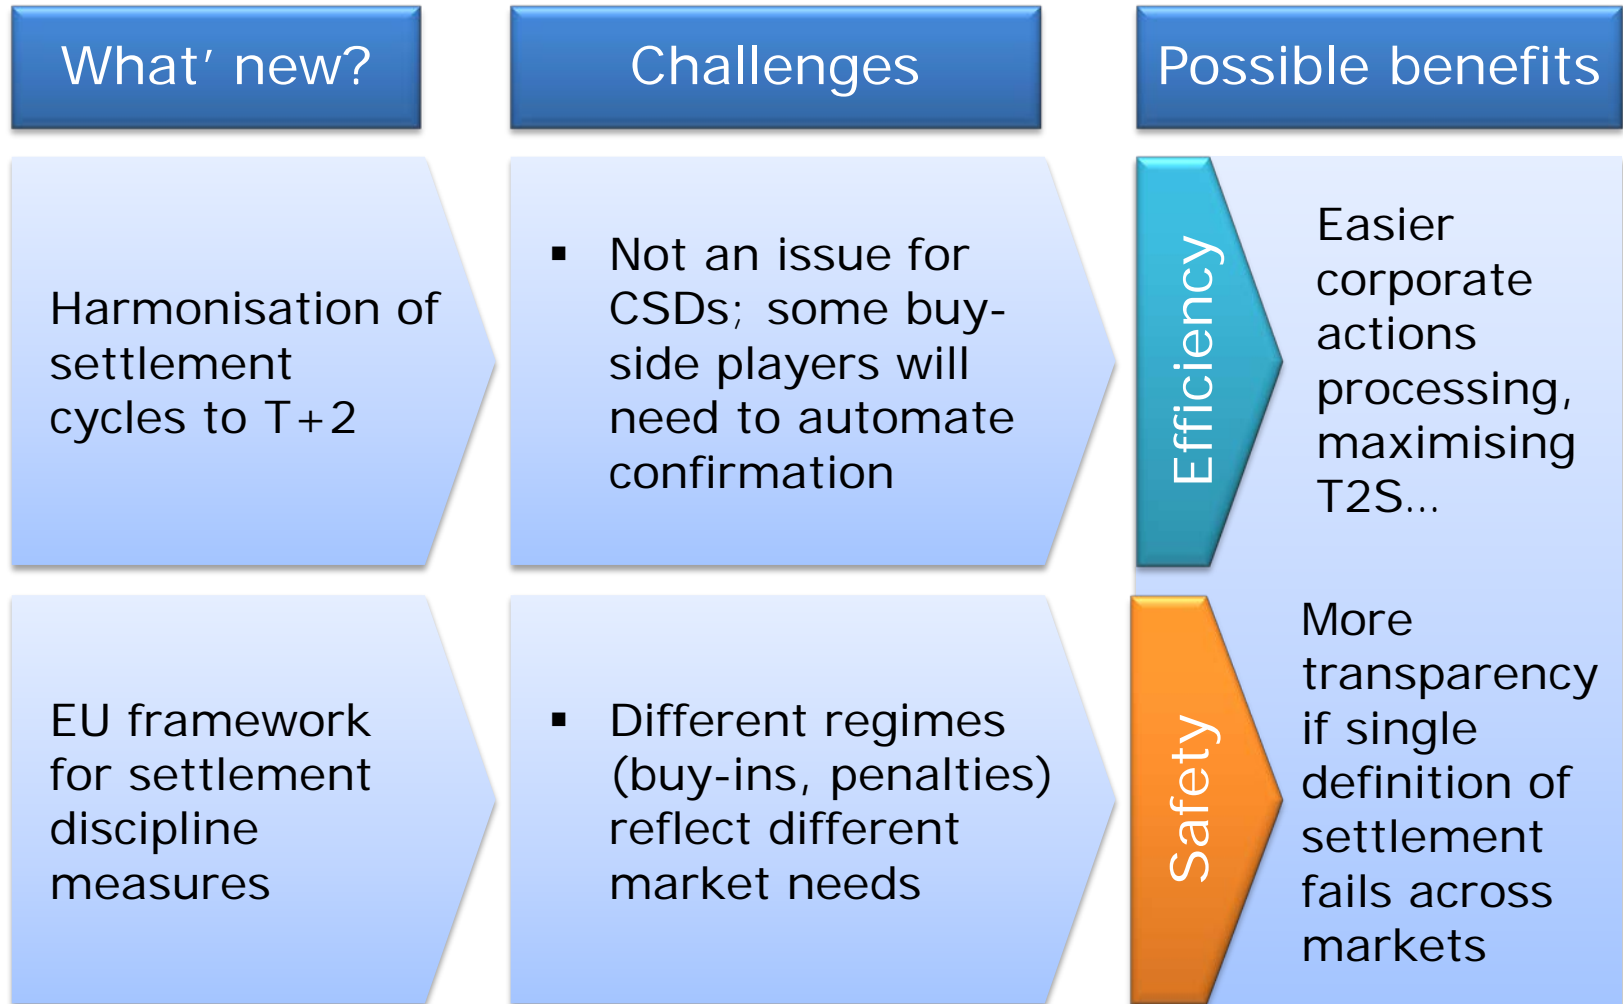 What’ new?
Challenges
Possible benefits
Harmonisation of
settlement
cycles to T+2
▪ Not an issue for
CSDs; some buy-
side players will
need to automate
confirmation
Efficiency
Easier
corporate
actions
processing,
maximising
T2S…
EU framework
for settlement
discipline
measures
▪ Different regimes
(buy-ins, penalties)
reflect different
market needs
Safety
More
transparency
if single
definition of
settlement
fails across
markets